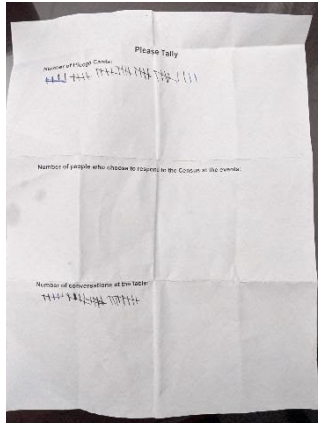 Please Tally
Number of Pledge Cards:
Number of people who choose to respond to the Census at the events:
Number of conversations at the table: